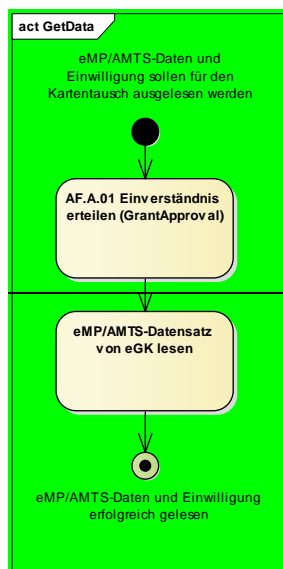 act GetData
eMP/AMTS-Daten und
Einwilligung sollen für den
Kartentausch ausgelesen werden
AF.A.01 Einverständnis
erteilen (GrantApproval)
eMP/AMTS-Datensatz
von eGK lesen
eMP/AMTS-Daten und Einwilligung
erfolgreich gelesen